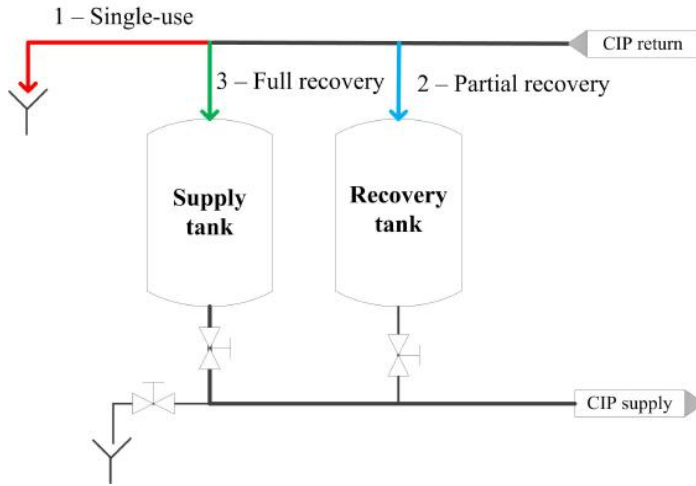 1 – Single-use
CIP return
3 – Full recovery
2 – Partial recovery
Supply
tank
Recovery
tank
CIP supply